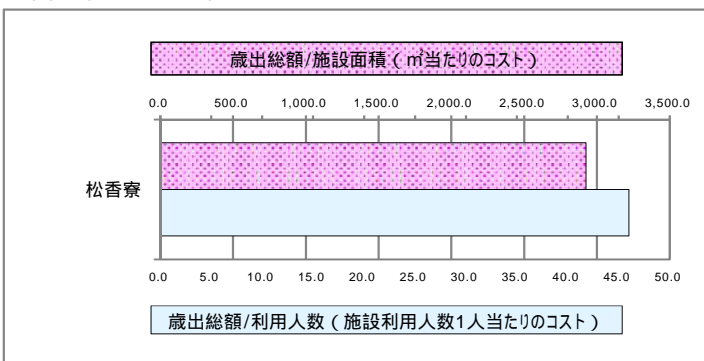 歳出総額/施設面積(㎡当たりのコスト)
0.0 500.0 1,000.0 1,500.0 2,000.0 2,500.0 3,000.0 3,500.0
松香寮
0.0 5.0 10.0 15.0 20.0 25.0 30.0 35.0 40.0 45.0 50.0
歳出総額/利用人数(施設利用人数1人当たりのコスト)